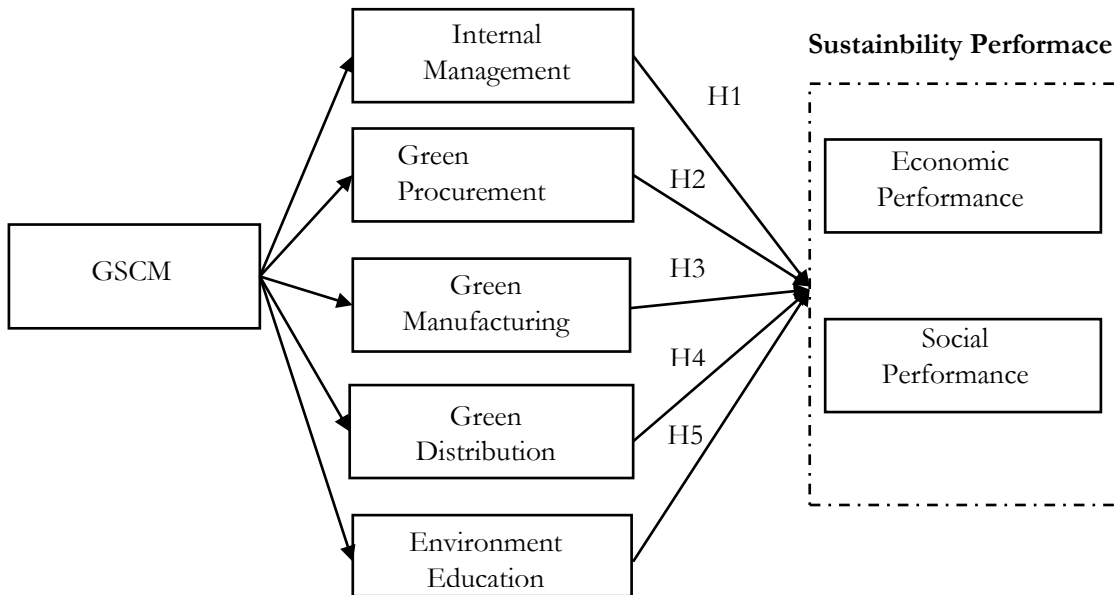 Internal
Management
Sustainbility Performace
H1
Green
Procurement
H2
Economic
Performance
GSCM
Green
Manufacturing
H3
Social
Performance
H4
Green
Distribution
H5
Environment
Education